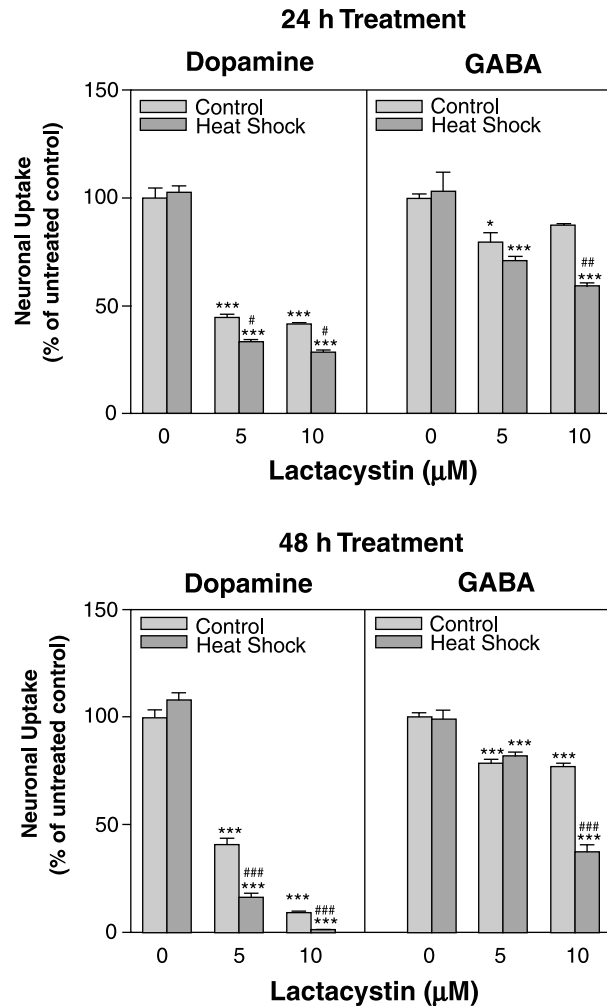 24 h Treatment
Dopamine GABA
150
100
50
0
Neuronal Uptake
(% of untreated control)
Control
Heat Shock
Control
Heat Shock
***
#
***
***
#
***
*
***
##
***
0 5 10 0 5 10
Lactacystin (µM)
48 h Treatment
Dopamine GABA
150
100
50
0
Neuronal Uptake
(% of untreated control)
Control
Heat Shock
Control
Heat Shock
***
###
***
***
###
***
***
***
***
###
***
0 5 10 0 5 10
Lactacystin (µM)